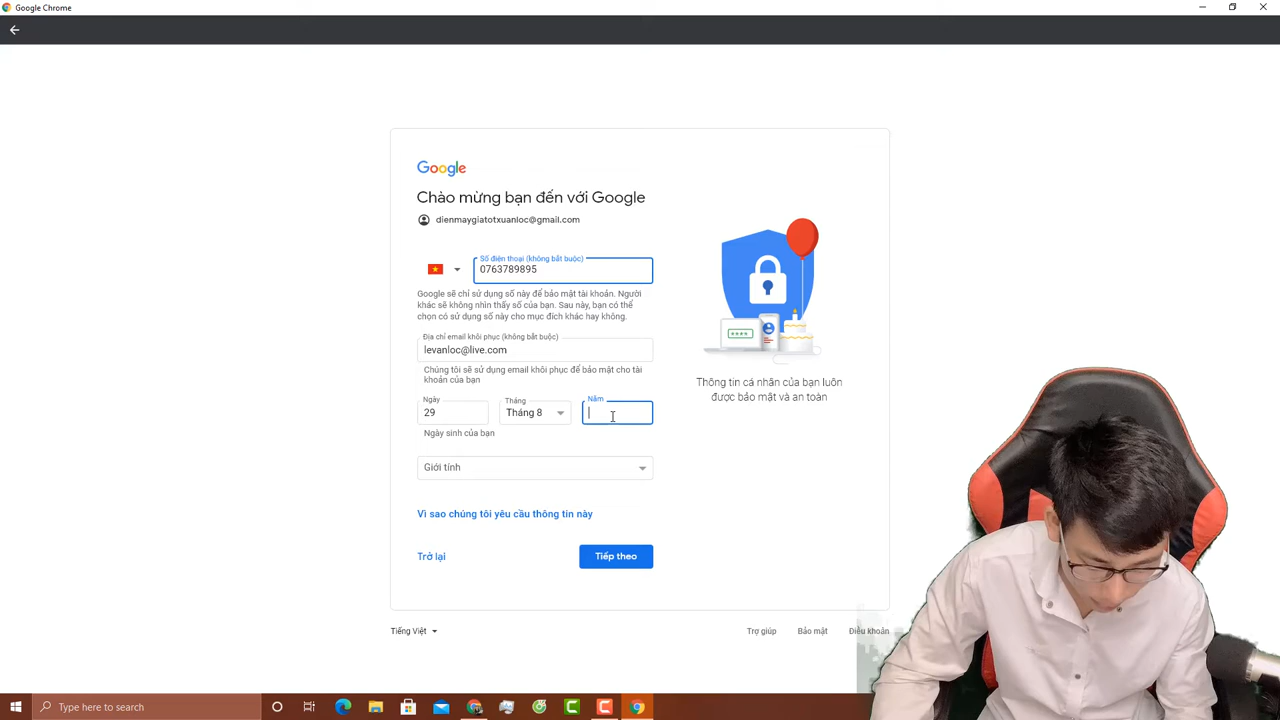 Google Chrome
Google
Chào mừng bạn đến với Google
dienmaygiatotxuanloc@gmail.com
Số điện thoại (không bắt buộc)
0763789895
Google sẽ chỉ sử dụng số này để bảo mật tài khoản. Người
khác sẽ không nhìn thấy số của bạn. Sau này, bạn có thể
chọn có sử dụng số này cho mục đích khác hay không.
Địa chỉ email khôi phục (không bắt buộc)
levanloc@live.com
Chúng tôi sẽ sử dụng email khôi phục để bảo mật cho tài
khoản của bạn
Ngày
Tháng
Năm
29
Tháng 8
Ngày sinh của bạn
Giới tính
Vì sao chúng tôi yêu cầu thông tin này
Trở lại
Tiếp theo
Thông tin cá nhân của bạn luôn
được bảo mật và an toàn
Tiếng Việt
Trợ giúp
Bảo mật
Điều khoản
Type here to search